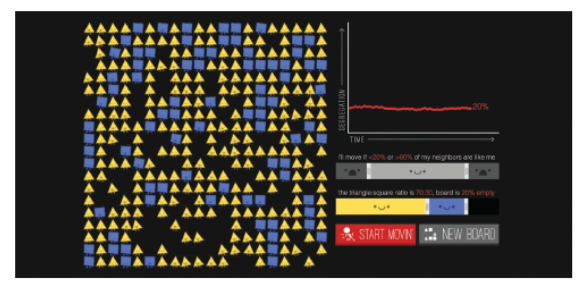 SEGREGATION
20%
TIME
I'll move if <20% or >80% of my neighbors are like me
the triangle:square ratio is 70:30, board is 20% empty
START MOVIN'
NEW BOARD